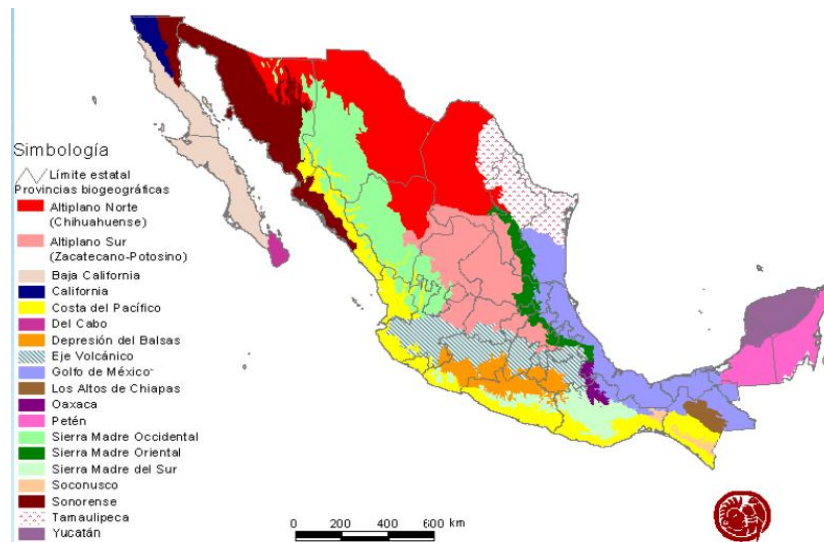 Simbología
Límite estatal
Provincias biogeográficas
Altiplano Norte
(Chihuahuense)
Altiplano Sur
(Zacatecano-Potosino)
Baja California
California
Costa del Pacífico
Del Cabo
Depresión del Balsas
Eje Volcánico
Golfo de México
Los Altos de Chiapas
Oaxaca
Petén
Sierra Madre Occidental
Sierra Madre Oriental
Sierra Madre del Sur
Soconusco
Sonorense
Tamaulipeca
Yucatán
0 200 400 600 km